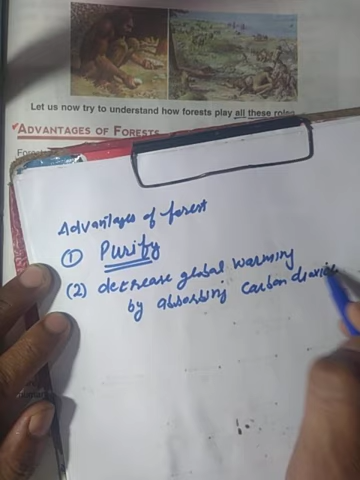 Let us now try to understand how forests play all these roles
ADVANTAGES OF FORESTS
Fore
Advantages of forest
(1) Purify
(2) decrease global warming
by absorbing carbon dioxide